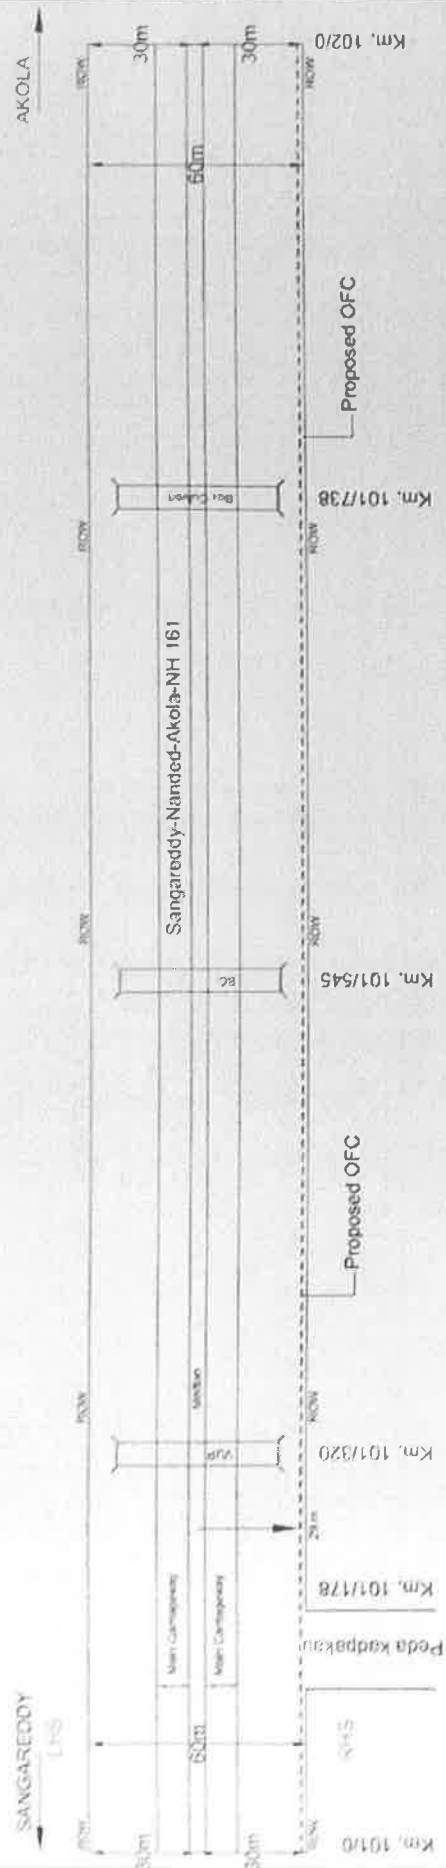 SANGAREDDY
LHS
AKOLA
ROW
ROW
ROW
ROW
30m
60m
30m
Main Carriageway
Main Carriageway
Median
Sangareddy-Nanded-Akola-NH 161
VUP
BC
Box Culvert
30m
60m
30m
29m
RHS
ROW
ROW
ROW
ROW
ROW
Proposed OFC
Proposed OFC
Km. 101/0
Peda kadpakal
Km. 101/178
Km. 101/320
Km. 101/545
Km. 101/738
Km. 102/0